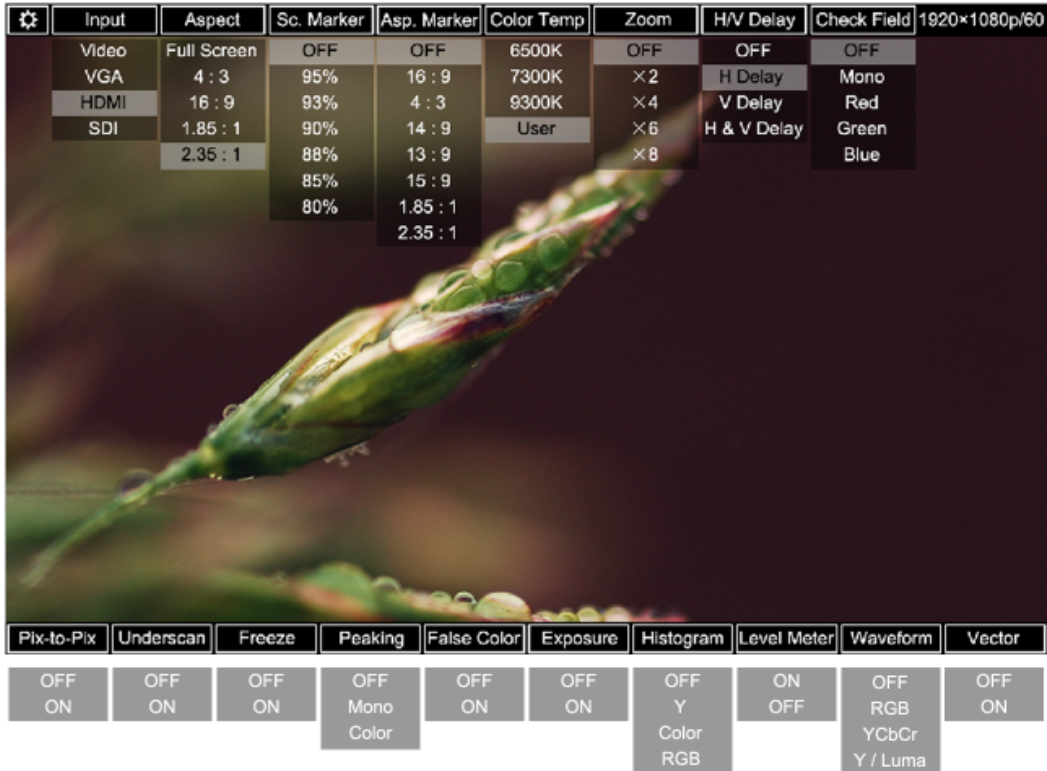 Input Aspect Sc. Marker Asp. Marker Color Temp Zoom H/V Delay Check Field 1920×1080p/60
Video Full Screen OFF OFF 6500K OFF OFF OFF
VGA 4 : 3 95% 16 : 9 7300K ×2 H Delay Mono
HDMI 16 : 9 93% 4 : 3 9300K ×4 V Delay Red
SDI 1.85 : 1 90% 14 : 9 User ×6 H & V Delay Green
2.35 : 1 88% 13 : 9 ×8 Blue
85% 15 : 9
80% 1.85 : 1
2.35 : 1
Pix-to-Pix Underscan Freeze Peaking False Color Exposure Histogram Level Meter Waveform Vector
OFF OFF OFF OFF OFF OFF OFF ON OFF OFF
ON ON ON Mono ON ON Y OFF RGB ON
Color Color YCbCr
RGB Y / Luma